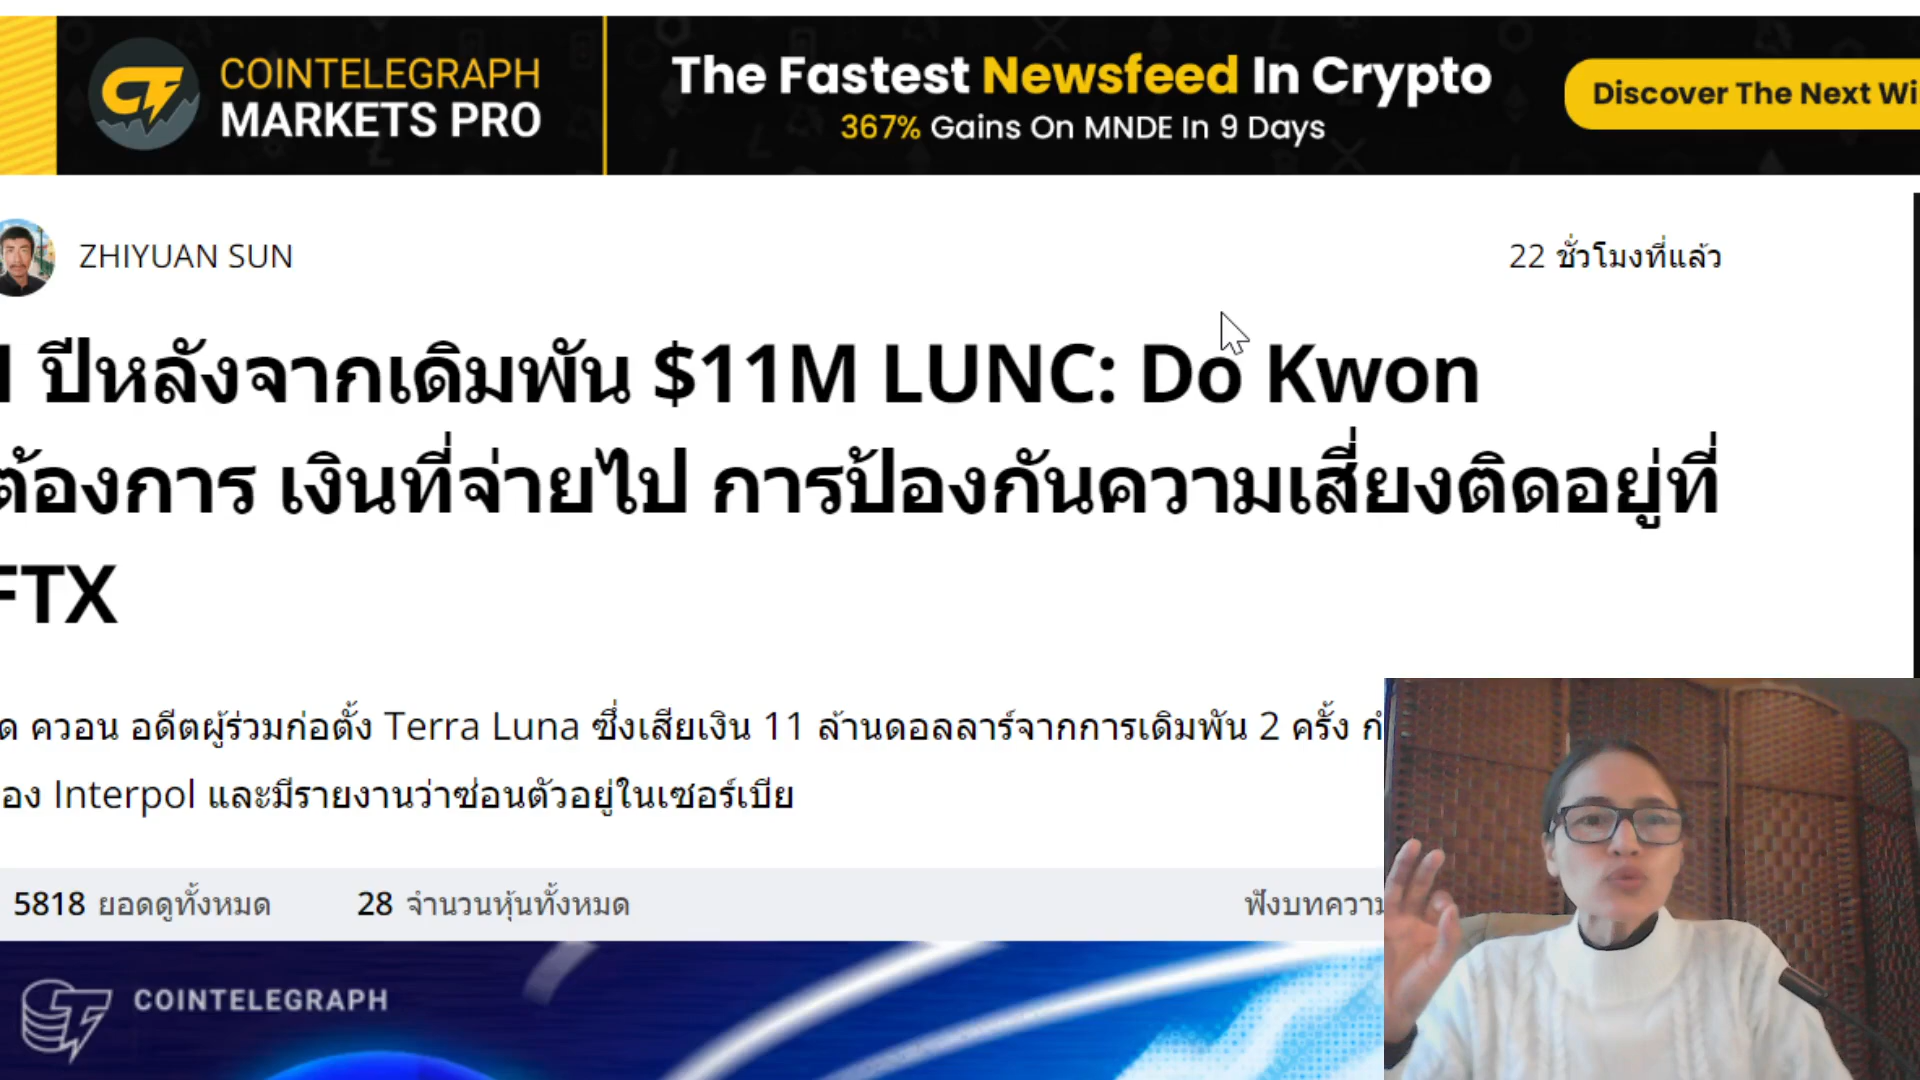 COINTELEGRAPH
MARKETS PRO
The Fastest Newsfeed In Crypto
367% Gains On MNDE In 9 Days
Discover The Next Wi
ZHIYUAN SUN
22 ชั่วโมงที่แล้ว
1 ปีหลังจากเดิมพัน $11M LUNC: Do Kwon
ต้องการ เงินที่จ่ายไป การป้องกันความเสี่ยงติดอยู่ที่
FTX
ด ควอน อดีตผู้ร่วมก่อตั้ง Terra Luna ซึ่งเสียเงิน 11 ล้านดอลลาร์จากการเดิมพัน 2 ครั้ง ก
อง Interpol และมีรายงานว่าซ่อนตัวอยู่ในเซอร์เบีย
5818 ยอดดูทั้งหมด
28 จำนวนหุ้นทั้งหมด
ฟังบทความ
COINTELEGRAPH